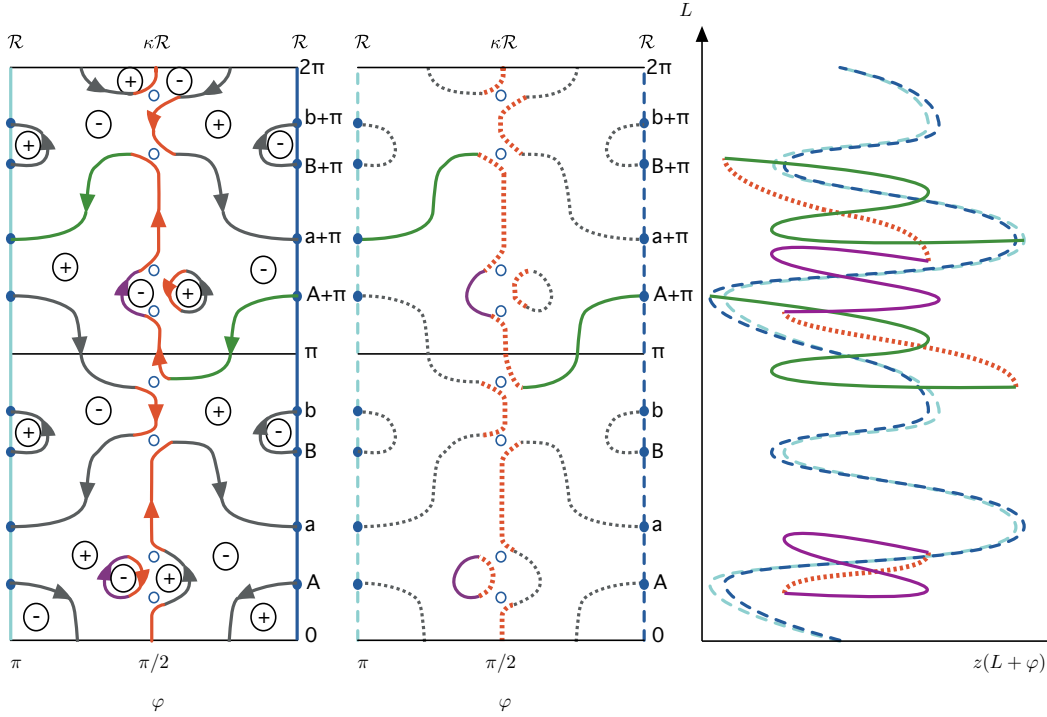 L
ℛ κℛ ℛ ℛ κℛ ℛ
+ - 2π 2π
- + b+π b+π
+ - B+π B+π
a+π a+π
+ -
- + A+π A+π
π π
- + b b
+ - B B
a a
+ -
- + A A
- + 0 0
π π/2 π π/2 z(L + φ)
φ φ